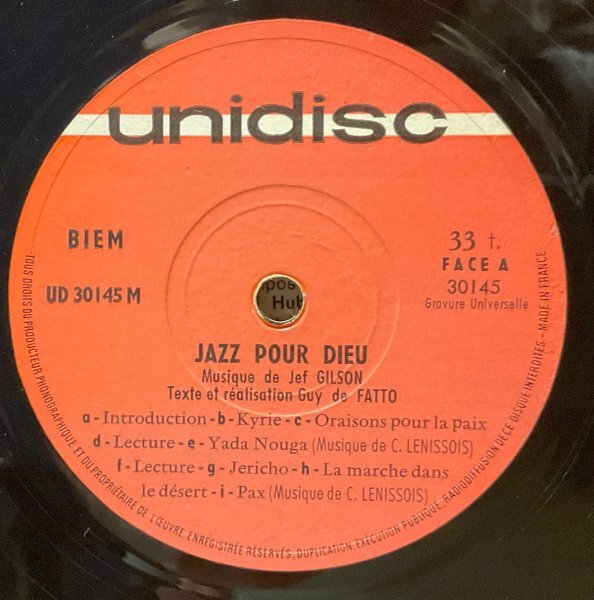 unidisc
BIEM
UD 30145 M
33 t.
FACE A
30145
Gravure Universelle
JAZZ POUR DIEU
Musique de Jef GILSON
Texte et réalisation Guy de FATTO
a-Introduction-b-Kyrie-c-Oraisons pour la paix
d-Lecture-e-Yada Nouga (Musique de C. LENISSOIS)
f-Lecture-g-Jericho-h-La marche dans
le désert-i-Pax (Musique de C. LENISSOIS)
TOUS DROITS DU PRODUCTEUR PHONOGRAPHIQUE ET DU PROPRIÉTAIRE DE L'ŒUVRE ENREGISTRÉE RÉSERVÉS. DUPLICATION EXÉCUTION PUBLIQUE, RADIODIFFUSION DE CE DISQUE INTERDITES - MADE IN FRANCE
Hub